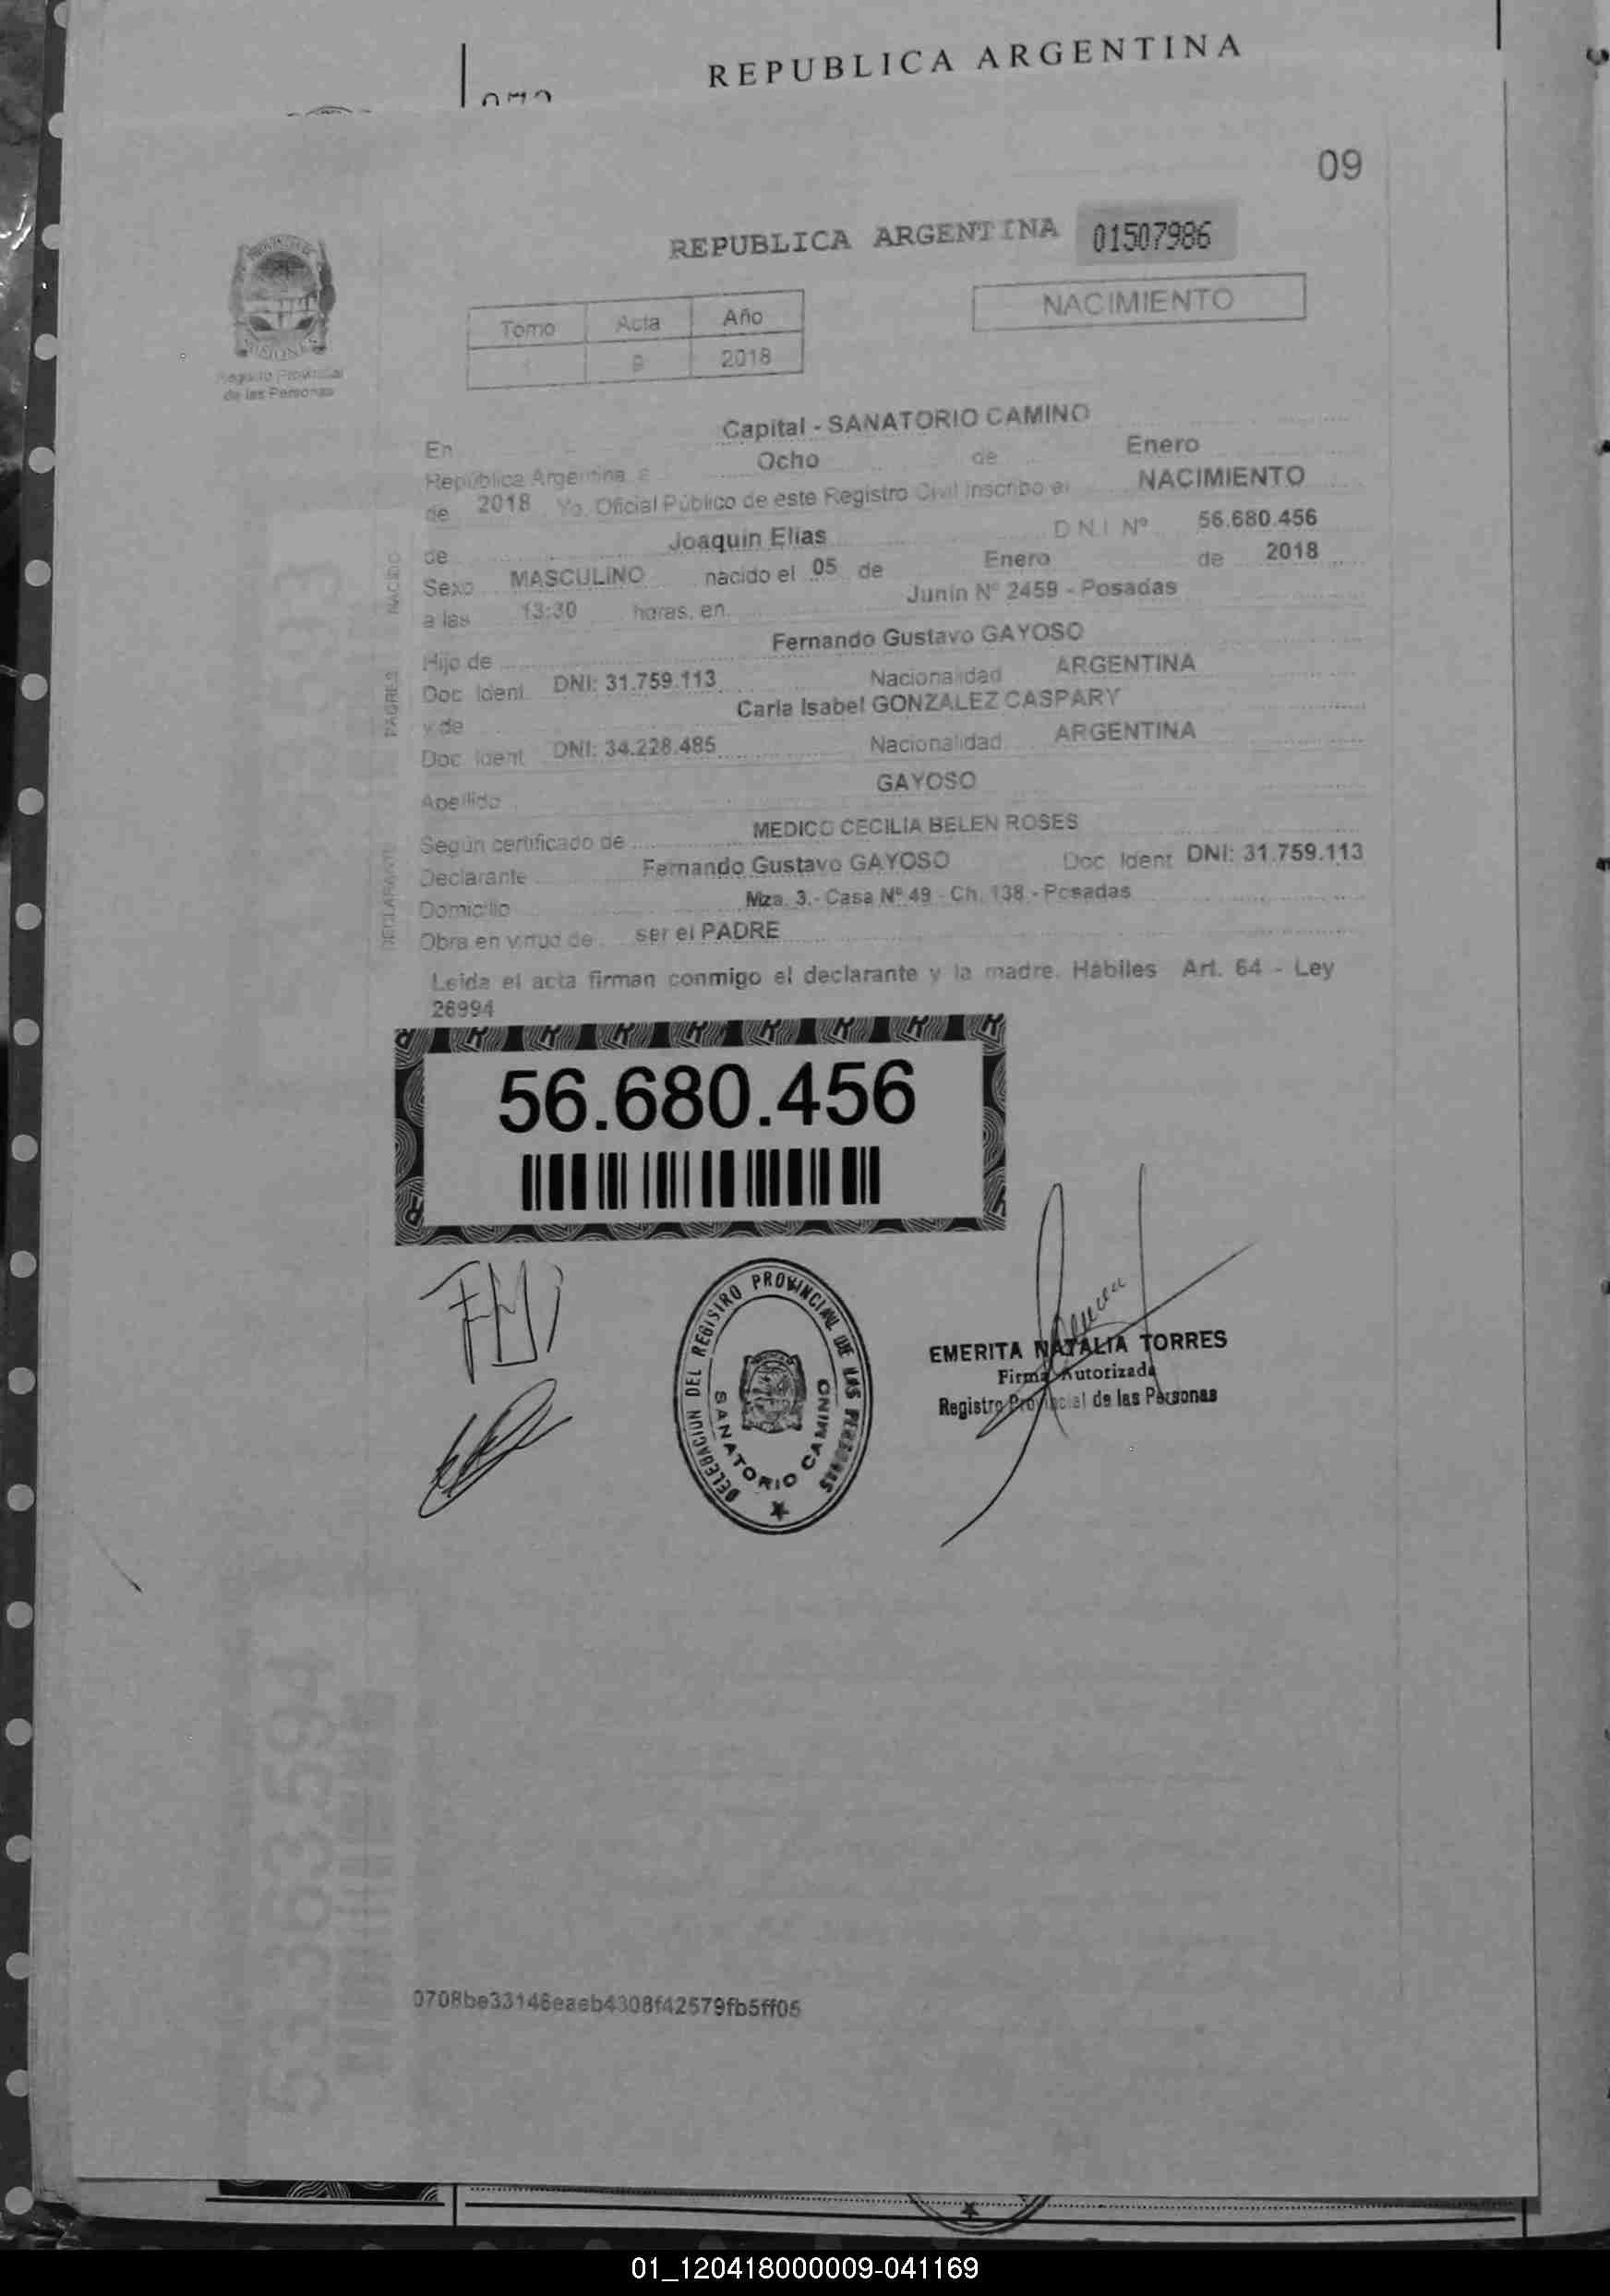 REPUBLICA ARGENTINA
09
REPUBLICA ARGENTINA 01507986
NACIMIENTO
Tomo Acta Año
1 9 2018
MISIONES
Registro Provincial
de las Personas
En Capital - SANATORIO CAMINO
República Argentina a Ocho de Enero
de 2018 Yo, Oficial Público de este Registro Civil inscribo el NACIMIENTO
de Joaquin Elias D.N.I. Nº 56.680.456
Sexo MASCULINO nacido el 05 de Enero de 2018
a las 13:30 horas, en Junin Nº 2459 - Posadas
NACIDO
Hijo de Fernando Gustavo GAYOSO
Doc. Ident. DNI: 31.759.113 Nacionalidad ARGENTINA
y de Carla Isabel GONZALEZ CASPARY
Doc. Ident. DNI: 34.228.485 Nacionalidad ARGENTINA
PADRES
Apellido GAYOSO
Según certificado de MEDICO CECILIA BELEN ROSES
Declarante Fernando Gustavo GAYOSO Doc. Ident. DNI: 31.759.113
Domicilio Mza. 3.- Casa Nº 49 - Ch. 138 - Posadas
Obra en virtud de ser el PADRE
DECLARANTE
Leida el acta firman conmigo el declarante y la madre. Hábiles Art. 64 - Ley
26994
56.680.456
DELEGACION DEL REGISTRO PROVINCIAL DE LAS PERSONAS
SANATORIO CAMINO
EMERITA NATALIA TORRES
Firma Autorizada
Registro Provincial de las Personas
53.363.594
0708be33146eaeb4308f42579fb5ff05
01_120418000009-041169